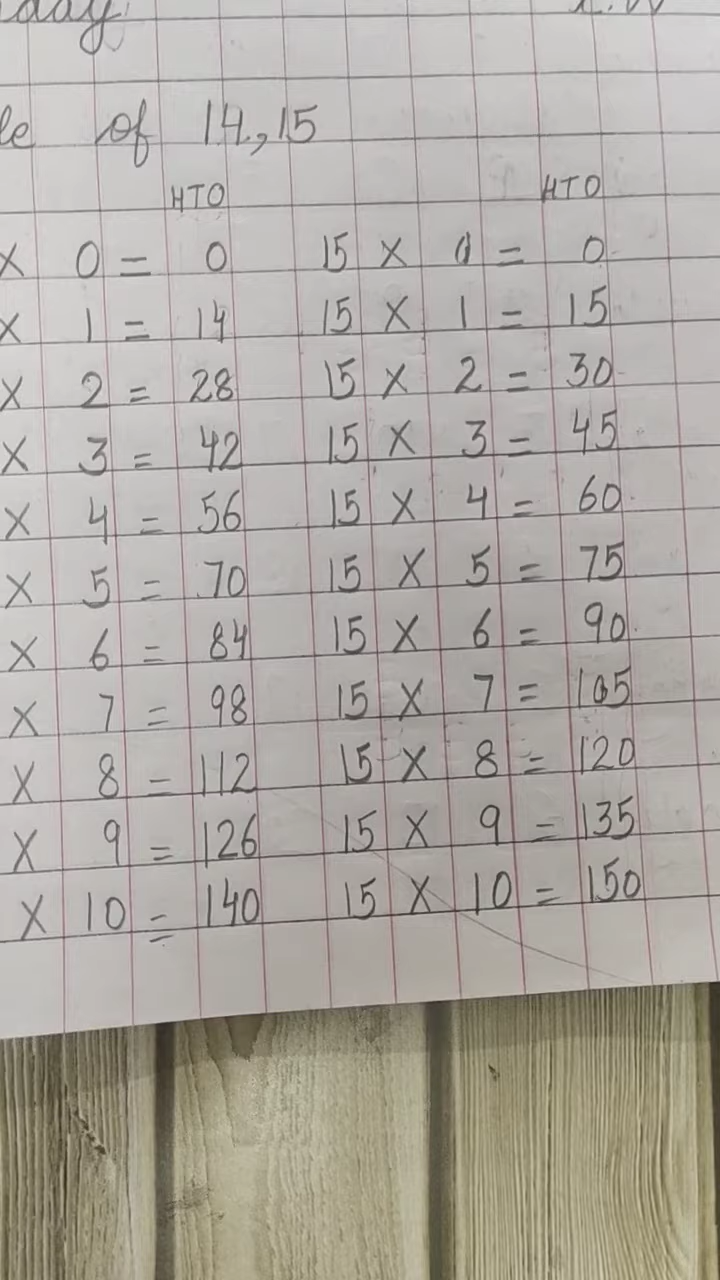 day
le of 14, 15
HTO HTO
X 0 = 0 15 X 0 = 0
X 1 = 14 15 X 1 = 15
X 2 = 28 15 X 2 = 30
X 3 = 42 15 X 3 = 45
X 4 = 56 15 X 4 = 60
X 5 = 70 15 X 5 = 75
X 6 = 84 15 X 6 = 90
X 7 = 98 15 X 7 = 105
X 8 = 112 15 X 8 = 120
X 9 = 126 15 X 9 = 135
X 10 = 140 15 X 10 = 150